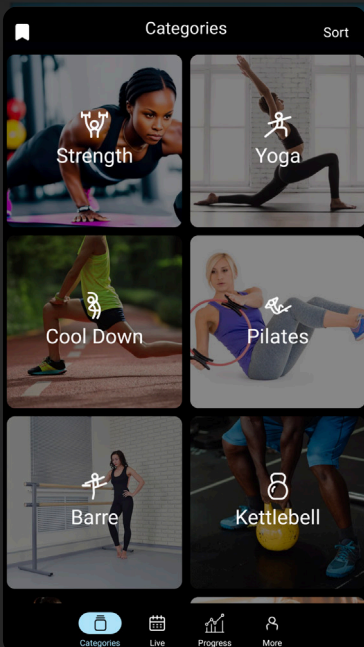 Categories
Sort
Strength
Yoga
Cool Down
Pilates
Barre
Kettlebell
Categories
Live
Progress
More